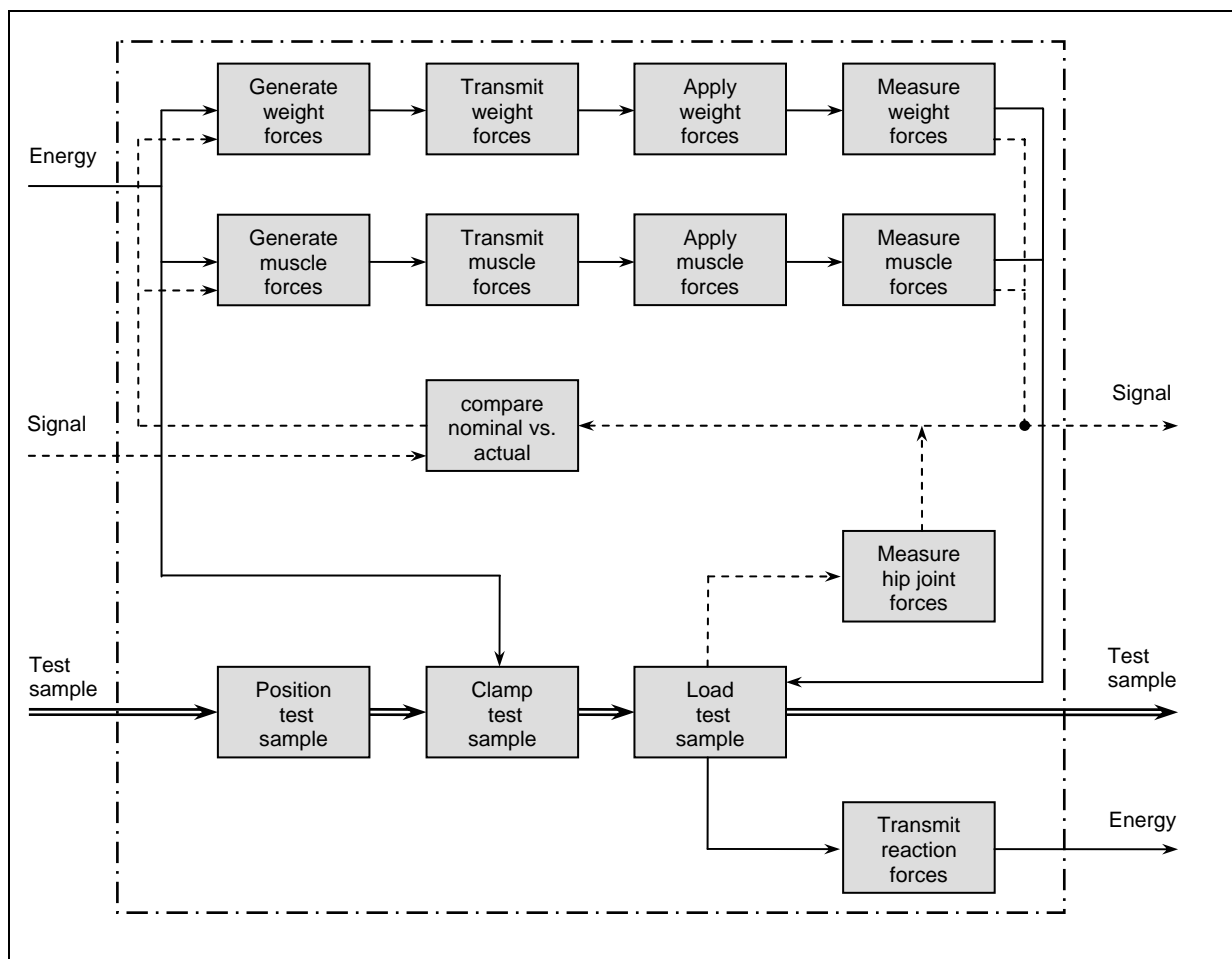 Generate
weight
forces
Transmit
weight
forces
Apply
weight
forces
Measure
weight
forces
Energy
Generate
muscle
forces
Transmit
muscle
forces
Apply
muscle
forces
Measure
muscle
forces
Signal
compare
nominal vs.
actual
Signal
Measure
hip joint
forces
Test
sample
Position
test
sample
Clamp
test
sample
Load
test
sample
Test
sample
Transmit
reaction
forces
Energy